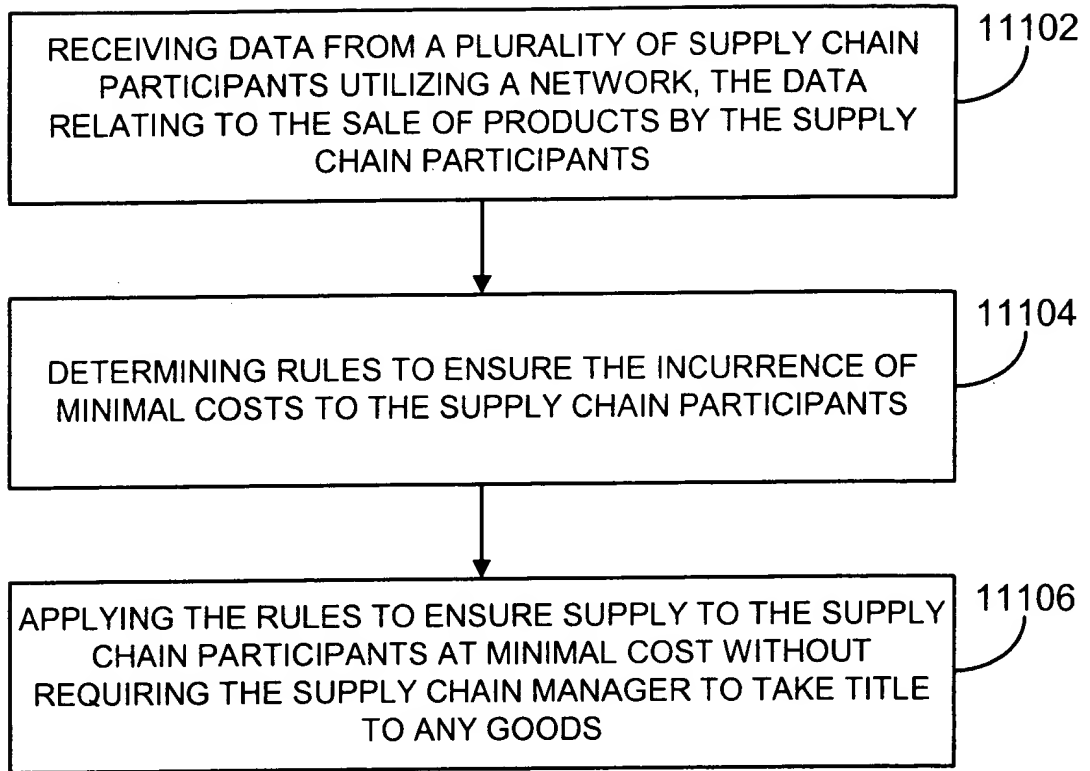 11102
RECEIVING DATA FROM A PLURALITY OF SUPPLY CHAIN
PARTICIPANTS UTILIZING A NETWORK, THE DATA
RELATING TO THE SALE OF PRODUCTS BY THE SUPPLY
CHAIN PARTICIPANTS
11104
DETERMINING RULES TO ENSURE THE INCURRENCE OF
MINIMAL COSTS TO THE SUPPLY CHAIN PARTICIPANTS
11106
APPLYING THE RULES TO ENSURE SUPPLY TO THE SUPPLY
CHAIN PARTICIPANTS AT MINIMAL COST WITHOUT
REQUIRING THE SUPPLY CHAIN MANAGER TO TAKE TITLE
TO ANY GOODS